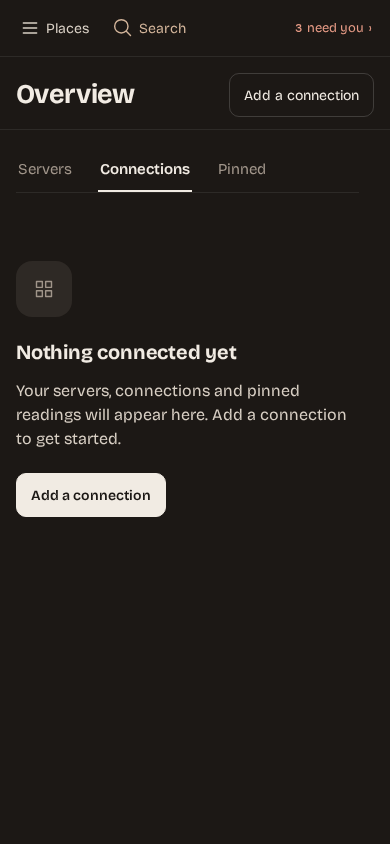 Places
Search
3 need you ›
Overview
Add a connection
Servers
Connections
Pinned
Nothing connected yet
Your servers, connections and pinned
readings will appear here. Add a connection
to get started.
Add a connection